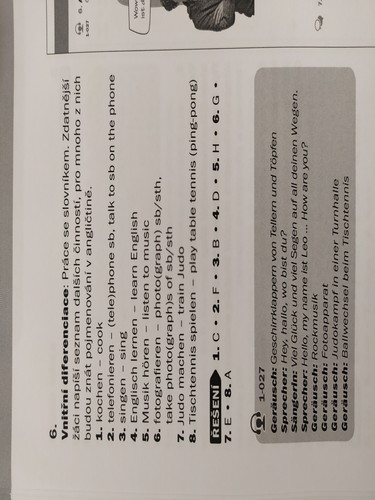 6.
Vnitřní diferenciace: Práce se slovníkem. Zdatnější
žáci napíší seznam dalších činností, pro mnoho z nich
budou znát pojmenování v angličtině.
1. kochen – cook
2. telefonieren – (tele)phone sb, talk to sb on the phone
3. singen – sing
4. Englisch lernen – learn English
5. Musik hören – listen to music
6. fotografieren – photo(graph) sb/sth,
take photo(graph)s of sb/sth
7. Judo machen – train Judo
8. Tischtennis spielen – play table tennis (ping-pong)
ŘEŠENÍ 1. C • 2. F • 3. B • 4. D • 5. H • 6. G •
7. E • 8. A
1-027
Geräusch: Geschirrklappern von Tellern und Töpfen
Sprecher: Hey, hallo, wo bist du?
Sängerin: Viel Glück und viel Segen auf all deinen Wegen.
Sprecher: Hello, my name is Leo ... How are you?
Geräusch: Rockmusik
Geräusch: Fotoapparat
Geräusch: Judokampf in einer Turnhalle
Geräusch: Ballwechsel beim Tischtennis